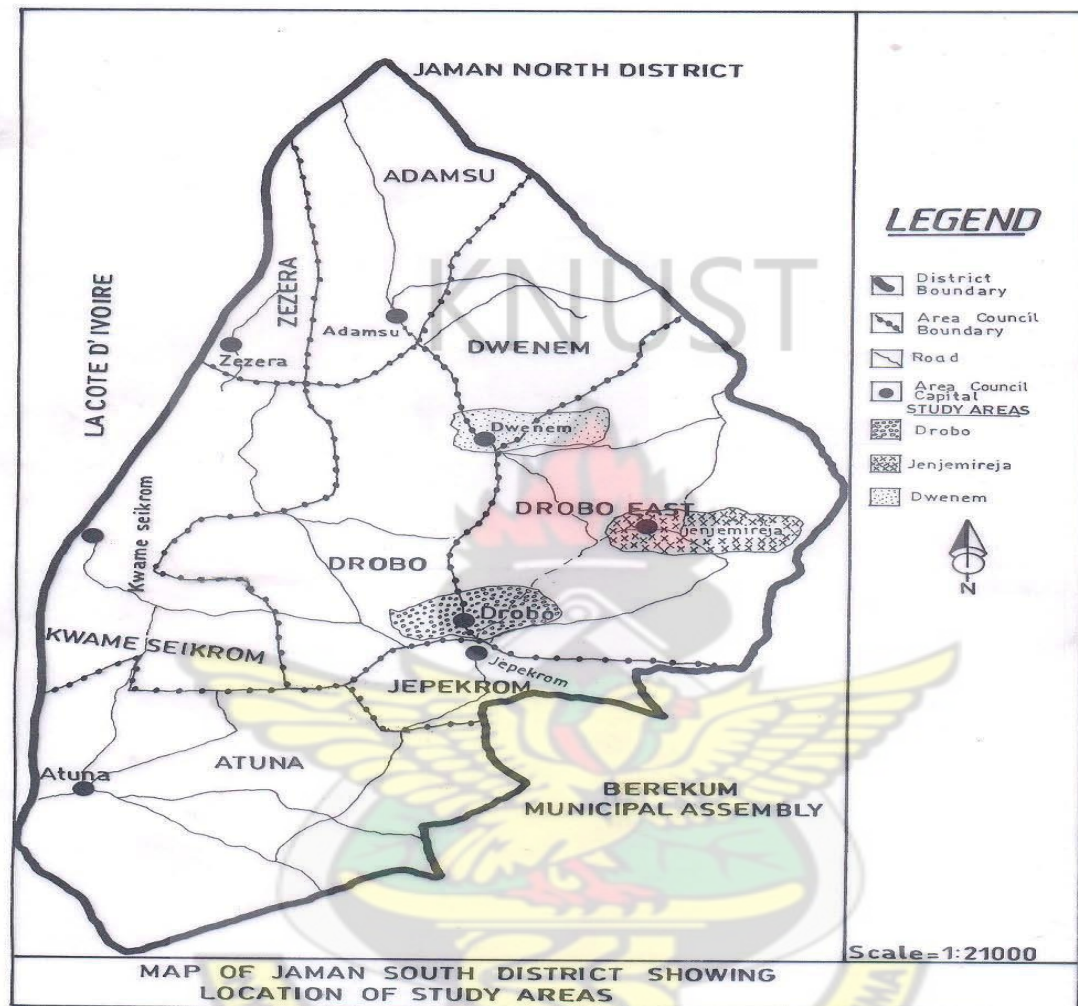 JAMAN NORTH DISTRICT
ADAMSU
LA COTE D'IVOIRE
ZEZERA
KNUST
Adamsu
Zezera
DWENEM
Dwenem
Kwame seikrom
DROBO EAST
Jenjemireja
DROBO
Drobo
KWAME SEIKROM
Jepekrom
JEPEKROM
Atuna
ATUNA
BEREKUM
MUNICIPAL ASSEMBLY
LEGEND
District
Boundary
Area Council
Boundary
Road
Area Council
Capital
STUDY AREAS
Drobo
Jenjemireja
Dwenem
N
Scale=1:21000
MAP OF JAMAN SOUTH DISTRICT SHOWING
LOCATION OF STUDY AREAS